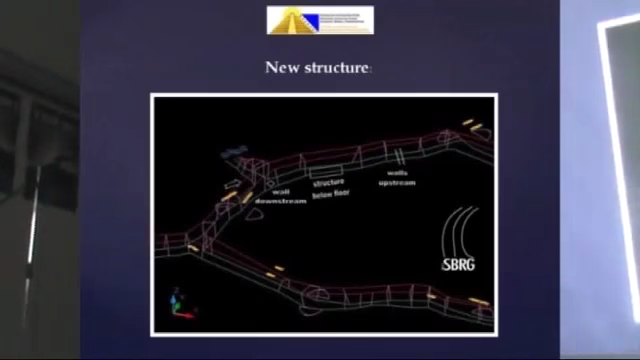 New structure:
wall
downstream
structure
below floor
walls
upstream
SBRG